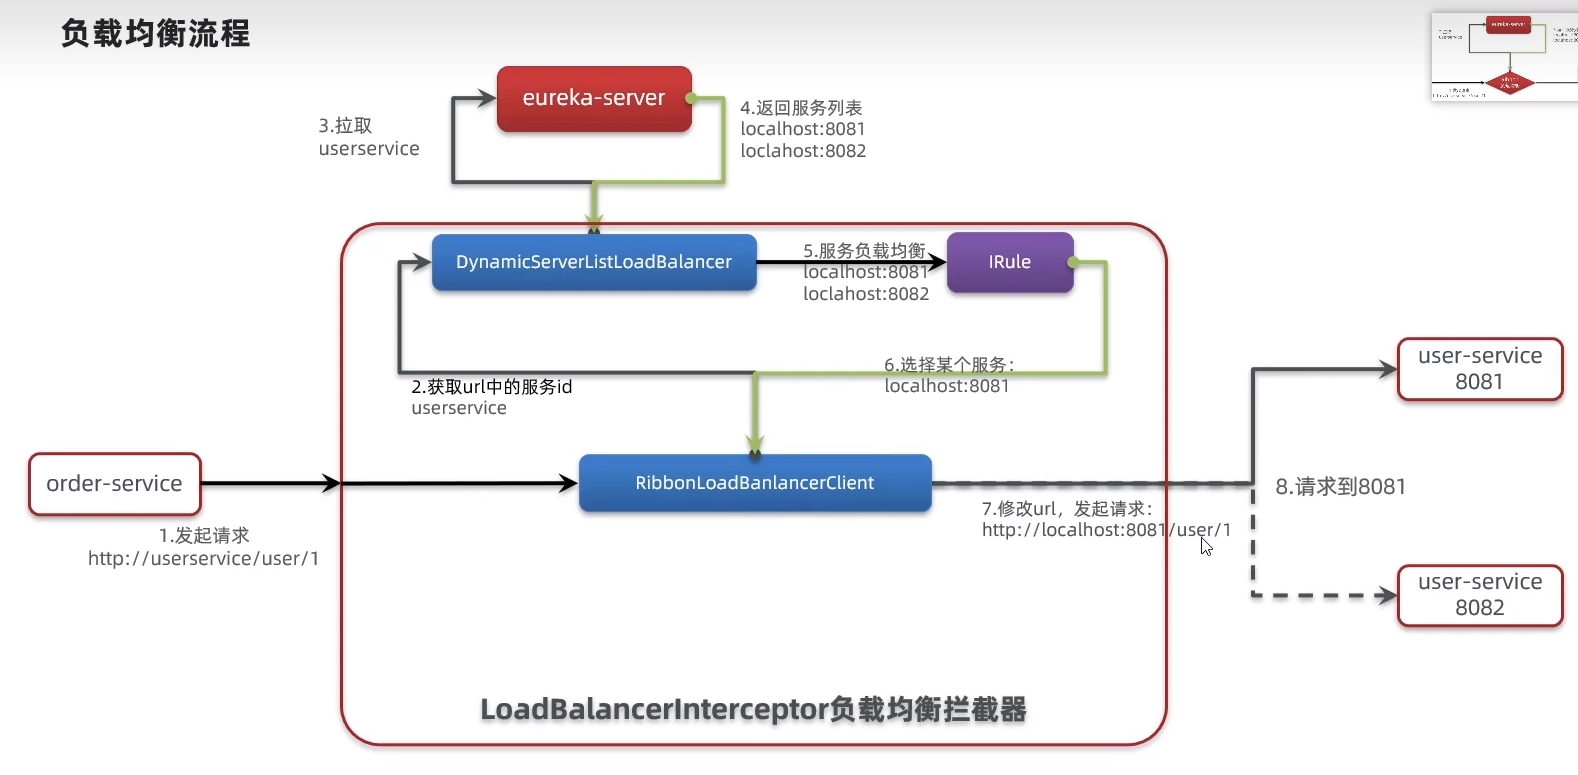 负载均衡流程
eureka-server
3.拉取
userservice
4.返回服务列表
localhost:8081
loclahost:8082
DynamicServerListLoadBalancer
5.服务负载均衡
localhost:8081
loclahost:8082
IRule
6.选择某个服务：
localhost:8081
2.获取url中的服务id
userservice
order-service
1.发起请求
http://userservice/user/1
RibbonLoadBanlancerClient
7.修改url，发起请求：
http://localhost:8081/user/1
8.请求到8081
user-service
8081
user-service
8082
LoadBalancerInterceptor负载均衡拦截器
eureka-server